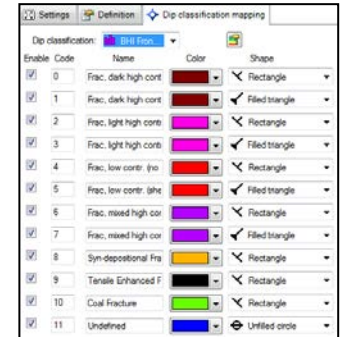 Settings Definition Dip classification mapping
Dip classification: BHI Fron...
Enable Code Name Color Shape
0 Frac, dark high cont Rectangle
1 Frac, dark high cont Filled triangle
2 Frac, light high contr Rectangle
3 Frac, light high contr Filled triangle
4 Frac, low contr. (no Rectangle
5 Frac, low contr. (she Filled triangle
6 Frac, mixed high cor Rectangle
7 Frac, mixed high cor Filled triangle
8 Syn-depositional Fra Rectangle
9 Tensile Enhanced F Rectangle
10 Coal Fracture Rectangle
11 Undefined Unfilled circle